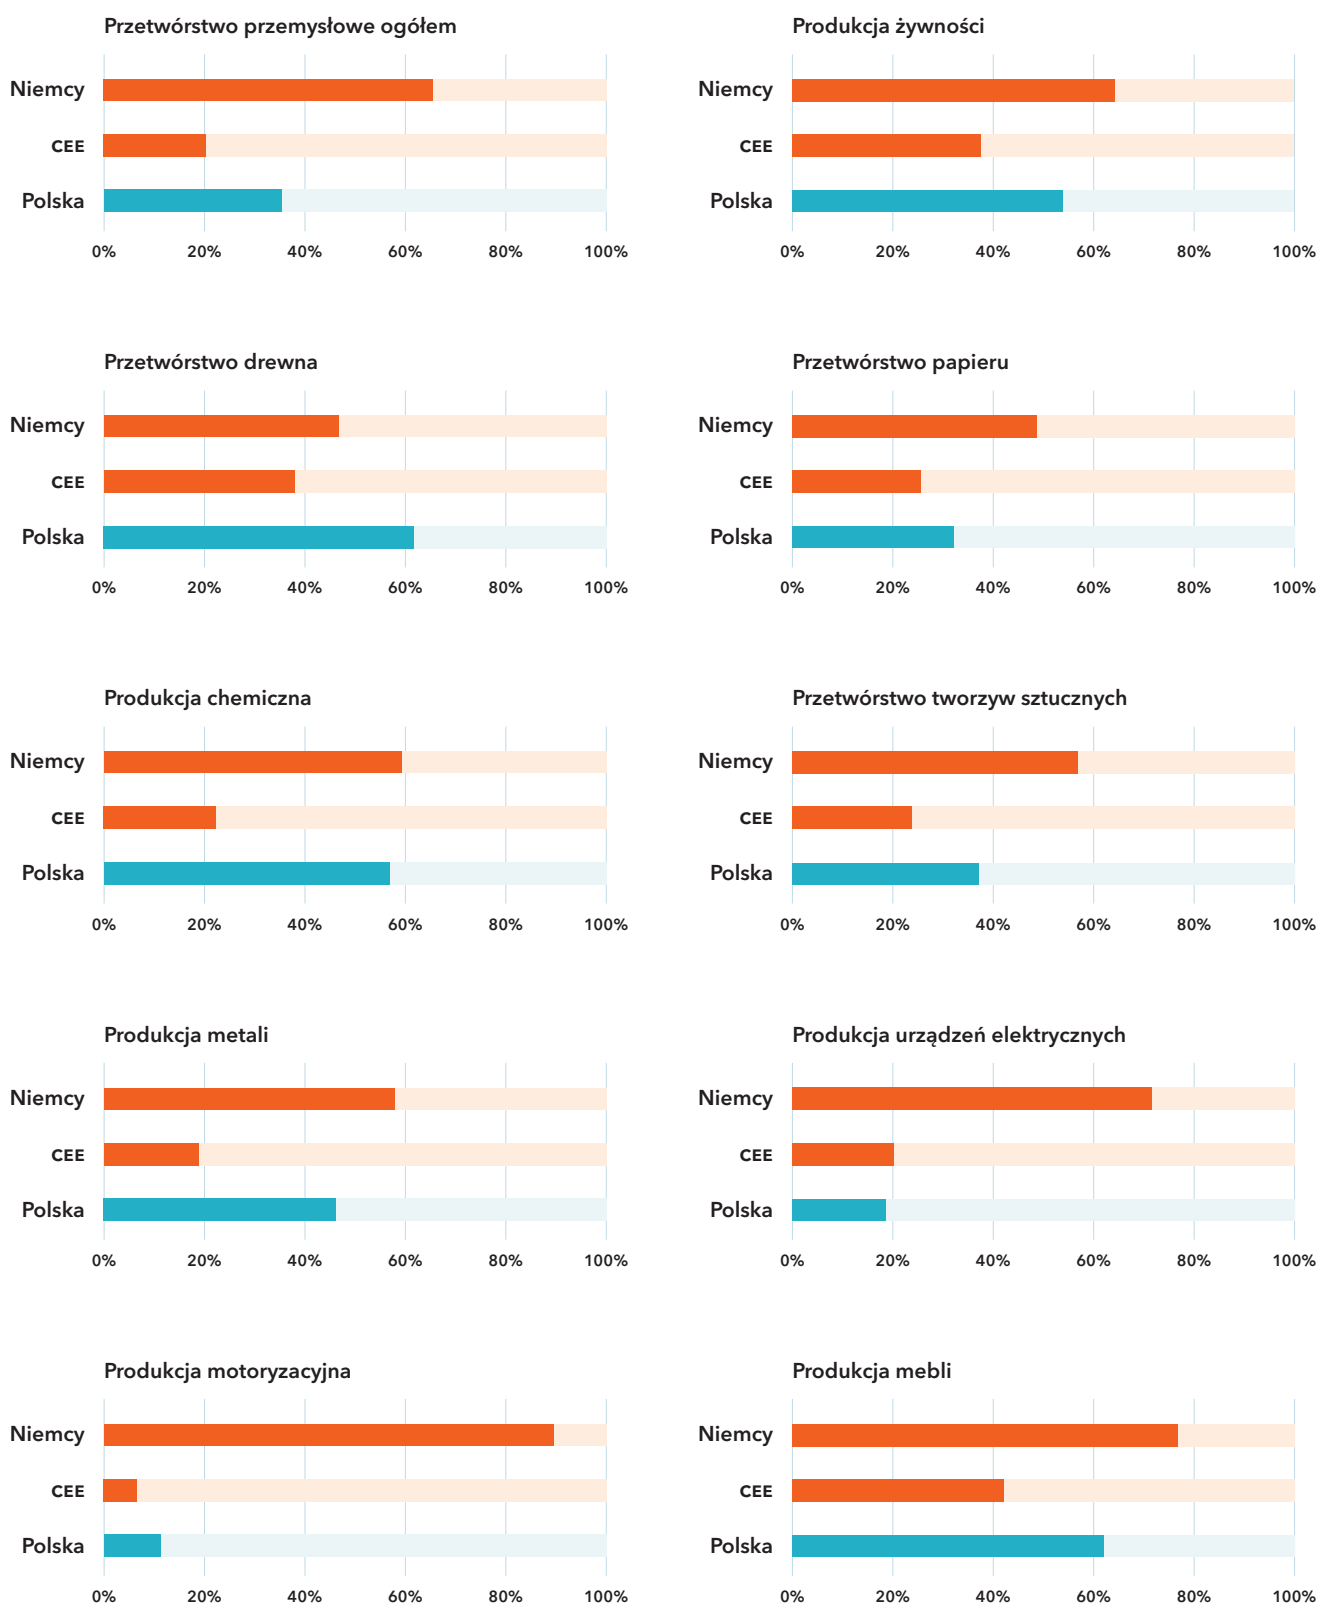 Przetwórstwo przemysłowe ogółem
Niemcy
CEE
Polska
0% 20% 40% 60% 80% 100%
Produkcja żywności
Niemcy
CEE
Polska
0% 20% 40% 60% 80% 100%
Przetwórstwo drewna
Niemcy
CEE
Polska
0% 20% 40% 60% 80% 100%
Przetwórstwo papieru
Niemcy
CEE
Polska
0% 20% 40% 60% 80% 100%
Produkcja chemiczna
Niemcy
CEE
Polska
0% 20% 40% 60% 80% 100%
Przetwórstwo tworzyw sztucznych
Niemcy
CEE
Polska
0% 20% 40% 60% 80% 100%
Produkcja metali
Niemcy
CEE
Polska
0% 20% 40% 60% 80% 100%
Produkcja urządzeń elektrycznych
Niemcy
CEE
Polska
0% 20% 40% 60% 80% 100%
Produkcja motoryzacyjna
Niemcy
CEE
Polska
0% 20% 40% 60% 80% 100%
Produkcja mebli
Niemcy
CEE
Polska
0% 20% 40% 60% 80% 100%